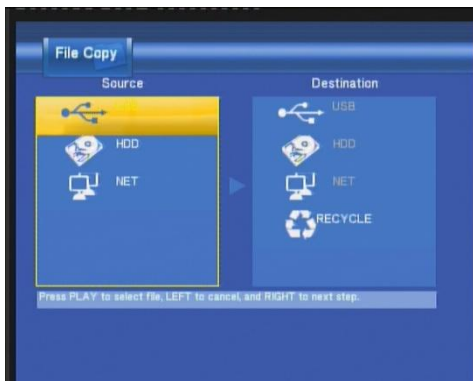 File Copy
Source
Destination
USB
HDD
HDD
NET
NET
RECYCLE
Press PLAY to select file, LEFT to cancel, and RIGHT to next step.